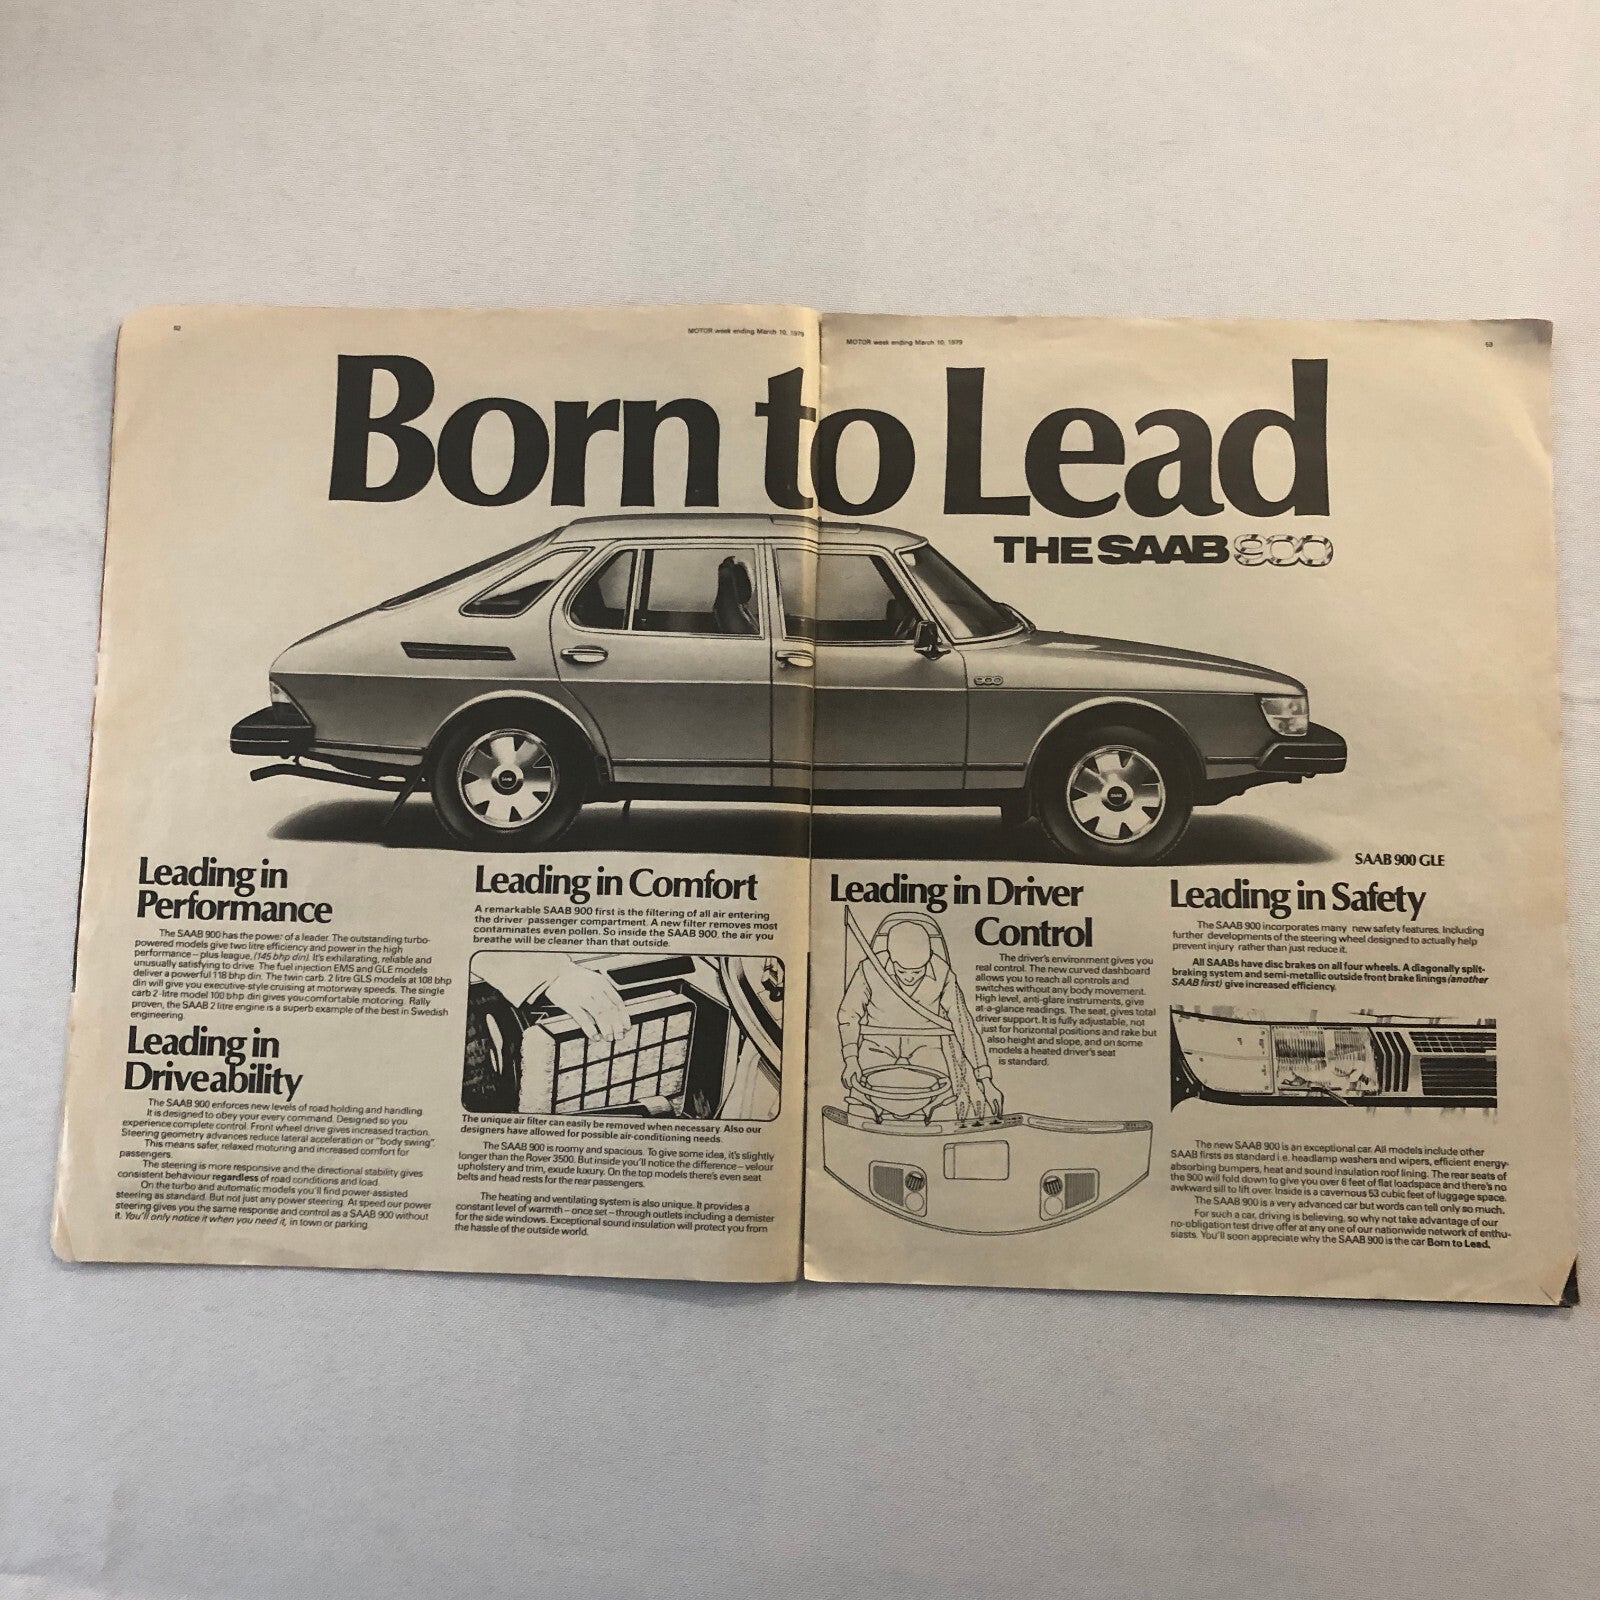 52
MOTOR week ending March 10, 1979
MOTOR week ending March 10, 1979
53
Born to Lead
THE SAAB 900
900
SAAB
SAAB
SAAB 900 GLE
Leading in
Performance
The SAAB 900 has the power of a leader. The outstanding turbo-
powered models give two litre efficiency and power in the high
performance – plus league, (145 bhp din). It's exhilarating, reliable and
unusually satisfying to drive. The fuel injection EMS and GLE models
deliver a powerful 118 bhp din. The twin carb. 2 litre GLS models at 108 bhp
din will give you executive-style cruising at motorway speeds. The single
carb 2-litre model 100 bhp din gives you comfortable motoring. Rally
proven, the SAAB 2 litre engine is a superb example of the best in Swedish
engineering.
Leading in
Driveability
The SAAB 900 enforces new levels of road holding and handling.
It is designed to obey your every command. Designed so you
experience complete control. Front wheel drive gives increased traction.
Steering geometry advances reduce lateral acceleration or "body swing".
This means safer, relaxed motoring and increased comfort for
passengers.
The steering is more responsive and the directional stability gives
consistent behaviour regardless of road conditions and load.
On the turbo and automatic models you'll find power-assisted
steering as standard. But not just any power steering. At speed our power
steering gives you the same response and control as a SAAB 900 without
it. You'll only notice it when you need it, in town or parking.
Leading in Comfort
A remarkable SAAB 900 first is the filtering of all air entering
the driver/passenger compartment. A new filter removes most
contaminates even pollen. So inside the SAAB 900, the air you
breathe will be cleaner than that outside.
The unique air filter can easily be removed when necessary. Also our
designers have allowed for possible air-conditioning needs.
The SAAB 900 is roomy and spacious. To give some idea, it's slightly
longer than the Rover 3500. But inside you'll notice the difference – velour
upholstery and trim, exude luxury. On the top models there's even seat
belts and head rests for the rear passengers.
The heating and ventilating system is also unique. It provides a
constant level of warmth – once set – through outlets including a demister
for the side windows. Exceptional sound insulation will protect you from
the hassle of the outside world.
Leading in Driver
Control
The driver's environment gives you
real control. The new curved dashboard
allows you to reach all controls and
switches without any body movement.
High level, anti-glare instruments, give
at-a-glance readings. The seat, gives total
driver support. It is fully adjustable, not
just for horizontal positions and rake but
also height and slope, and on some
models a heated driver's seat
is standard.
Leading in Safety
The SAAB 900 incorporates many new safety features. Including
further developments of the steering wheel designed to actually help
prevent injury rather than just reduce it.
All SAABs have disc brakes on all four wheels. A diagonally split-
braking system and semi-metallic outside front brake linings (another
SAAB first) give increased efficiency.
The new SAAB 900 is an exceptional car. All models include other
SAAB firsts as standard i.e. headlamp washers and wipers, efficient energy-
absorbing bumpers, heat and sound insulation roof lining. The rear seats of
the 900 will fold down to give you over 6 feet of flat loadspace and there's no
awkward sill to lift over. Inside is a cavernous 53 cubic feet of luggage space.
The SAAB 900 is a very advanced car but words can tell only so much.
For such a car, driving is believing, so why not take advantage of our
no-obligation test drive offer at any one of our nationwide network of enthu-
siasts. You'll soon appreciate why the SAAB 900 is the car Born to Lead.